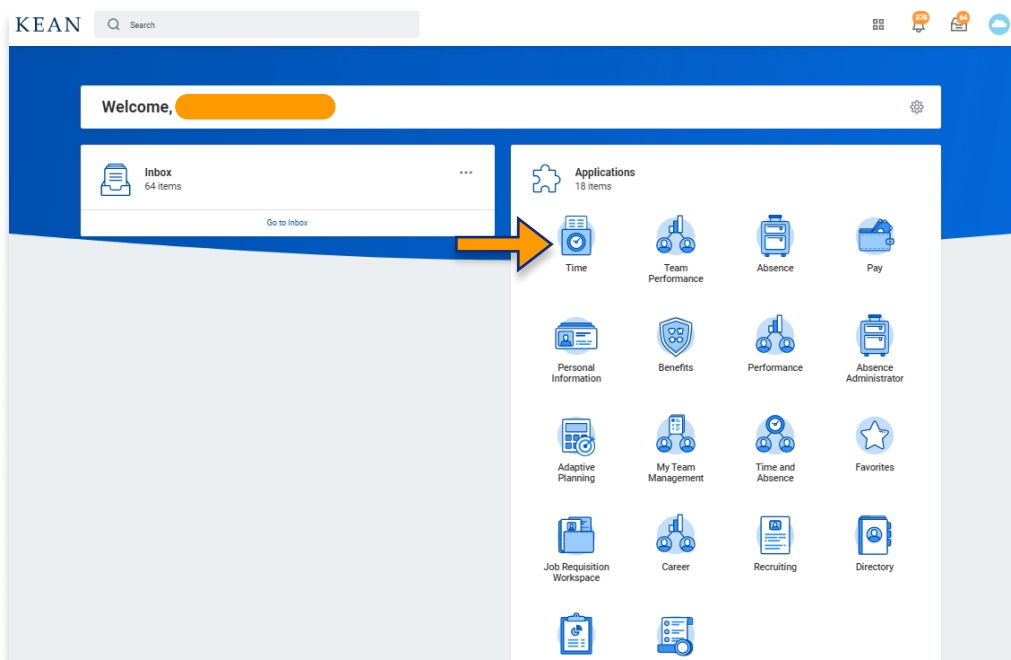 KEAN
Search
278
64
Welcome,
Inbox
64 items
Go to Inbox
Applications
18 items
Time
Team
Performance
Absence
Pay
Personal
Information
Benefits
Performance
Absence
Administrator
Adaptive
Planning
My Team
Management
Time and
Absence
Favorites
Job Requisition
Workspace
Career
Recruiting
Directory